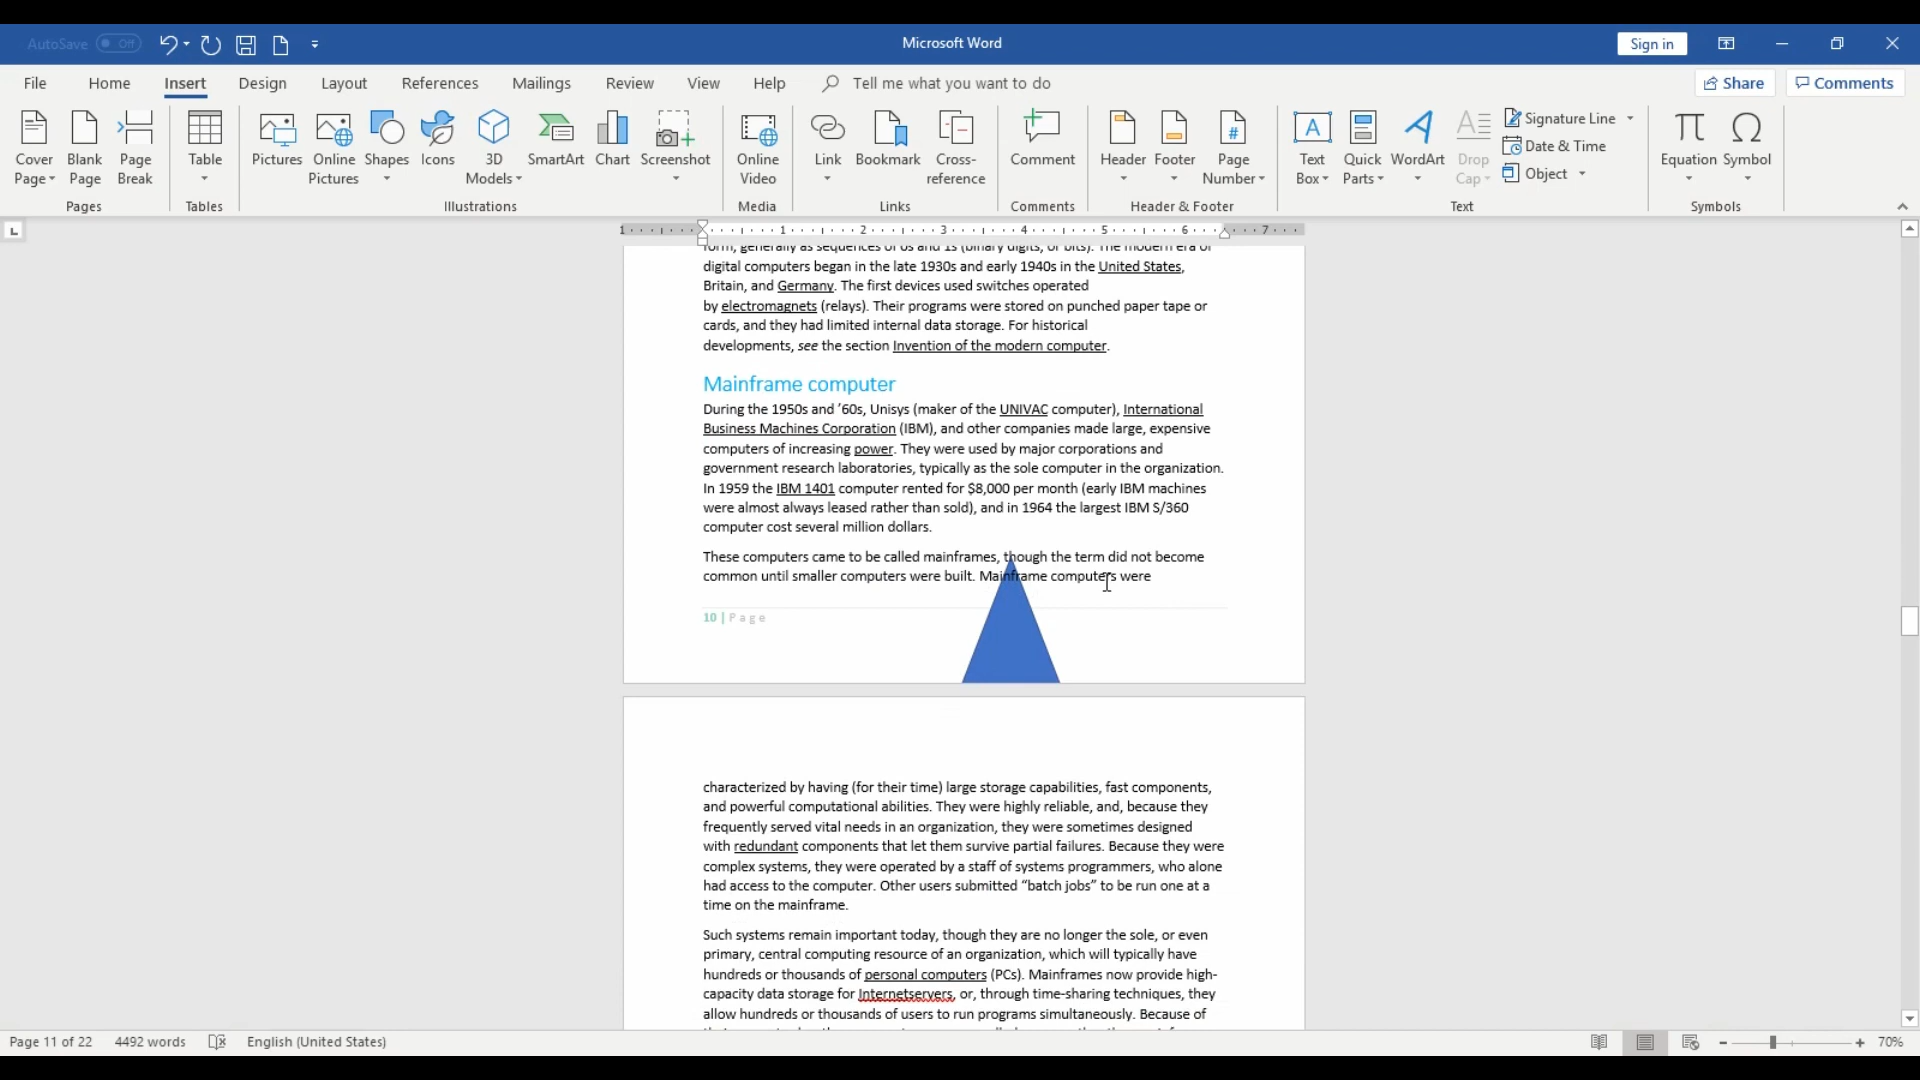 AutoSave Off
Microsoft Word
Sign in
File Home Insert Design Layout References Mailings Review View Help Tell me what you want to do
Share Comments
Cover Page
Blank Page
Page Break
Pages
Table
Tables
Pictures
Online Pictures
Shapes
Icons
3D Models
SmartArt
Chart
Screenshot
Illustrations
Online Video
Media
Link
Bookmark
Cross-reference
Links
Comment
Comments
Header
Footer
Page Number
Header & Footer
Text Box
Quick Parts
WordArt
Drop Cap
Signature Line
Date & Time
Object
Text
Equation
Symbol
Symbols
1 1 2 3 4 5 6 7
form, generally as sequences of 0s and 1s (binary digits, or bits). The modern era of
digital computers began in the late 1930s and early 1940s in the United States,
Britain, and Germany. The first devices used switches operated
by electromagnets (relays). Their programs were stored on punched paper tape or
cards, and they had limited internal data storage. For historical
developments, see the section Invention of the modern computer.
Mainframe computer
During the 1950s and ’60s, Unisys (maker of the UNIVAC computer), International
Business Machines Corporation (IBM), and other companies made large, expensive
computers of increasing power. They were used by major corporations and
government research laboratories, typically as the sole computer in the organization.
In 1959 the IBM 1401 computer rented for $8,000 per month (early IBM machines
were almost always leased rather than sold), and in 1964 the largest IBM S/360
computer cost several million dollars.
These computers came to be called mainframes, though the term did not become
common until smaller computers were built. Mainframe computers were
10 | Page
characterized by having (for their time) large storage capabilities, fast components,
and powerful computational abilities. They were highly reliable, and, because they
frequently served vital needs in an organization, they were sometimes designed
with redundant components that let them survive partial failures. Because they were
complex systems, they were operated by a staff of systems programmers, who alone
had access to the computer. Other users submitted “batch jobs” to be run one at a
time on the mainframe.
Such systems remain important today, though they are no longer the sole, or even
primary, central computing resource of an organization, which will typically have
hundreds or thousands of personal computers (PCs). Mainframes now provide high-
capacity data storage for Internetservers, or, through time-sharing techniques, they
allow hundreds or thousands of users to run programs simultaneously. Because of
Page 11 of 22 4492 words English (United States) 70%